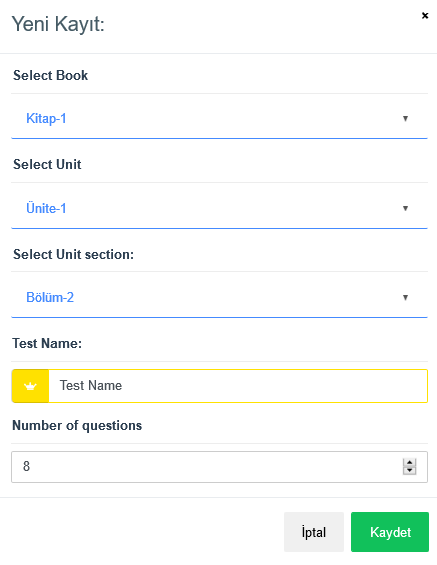 Yeni Kayıt:
Select Book
Kitap-1
Select Unit
Ünite-1
Select Unit section:
Bölüm-2
Test Name:
Test Name
Number of questions
8
İptal
Kaydet